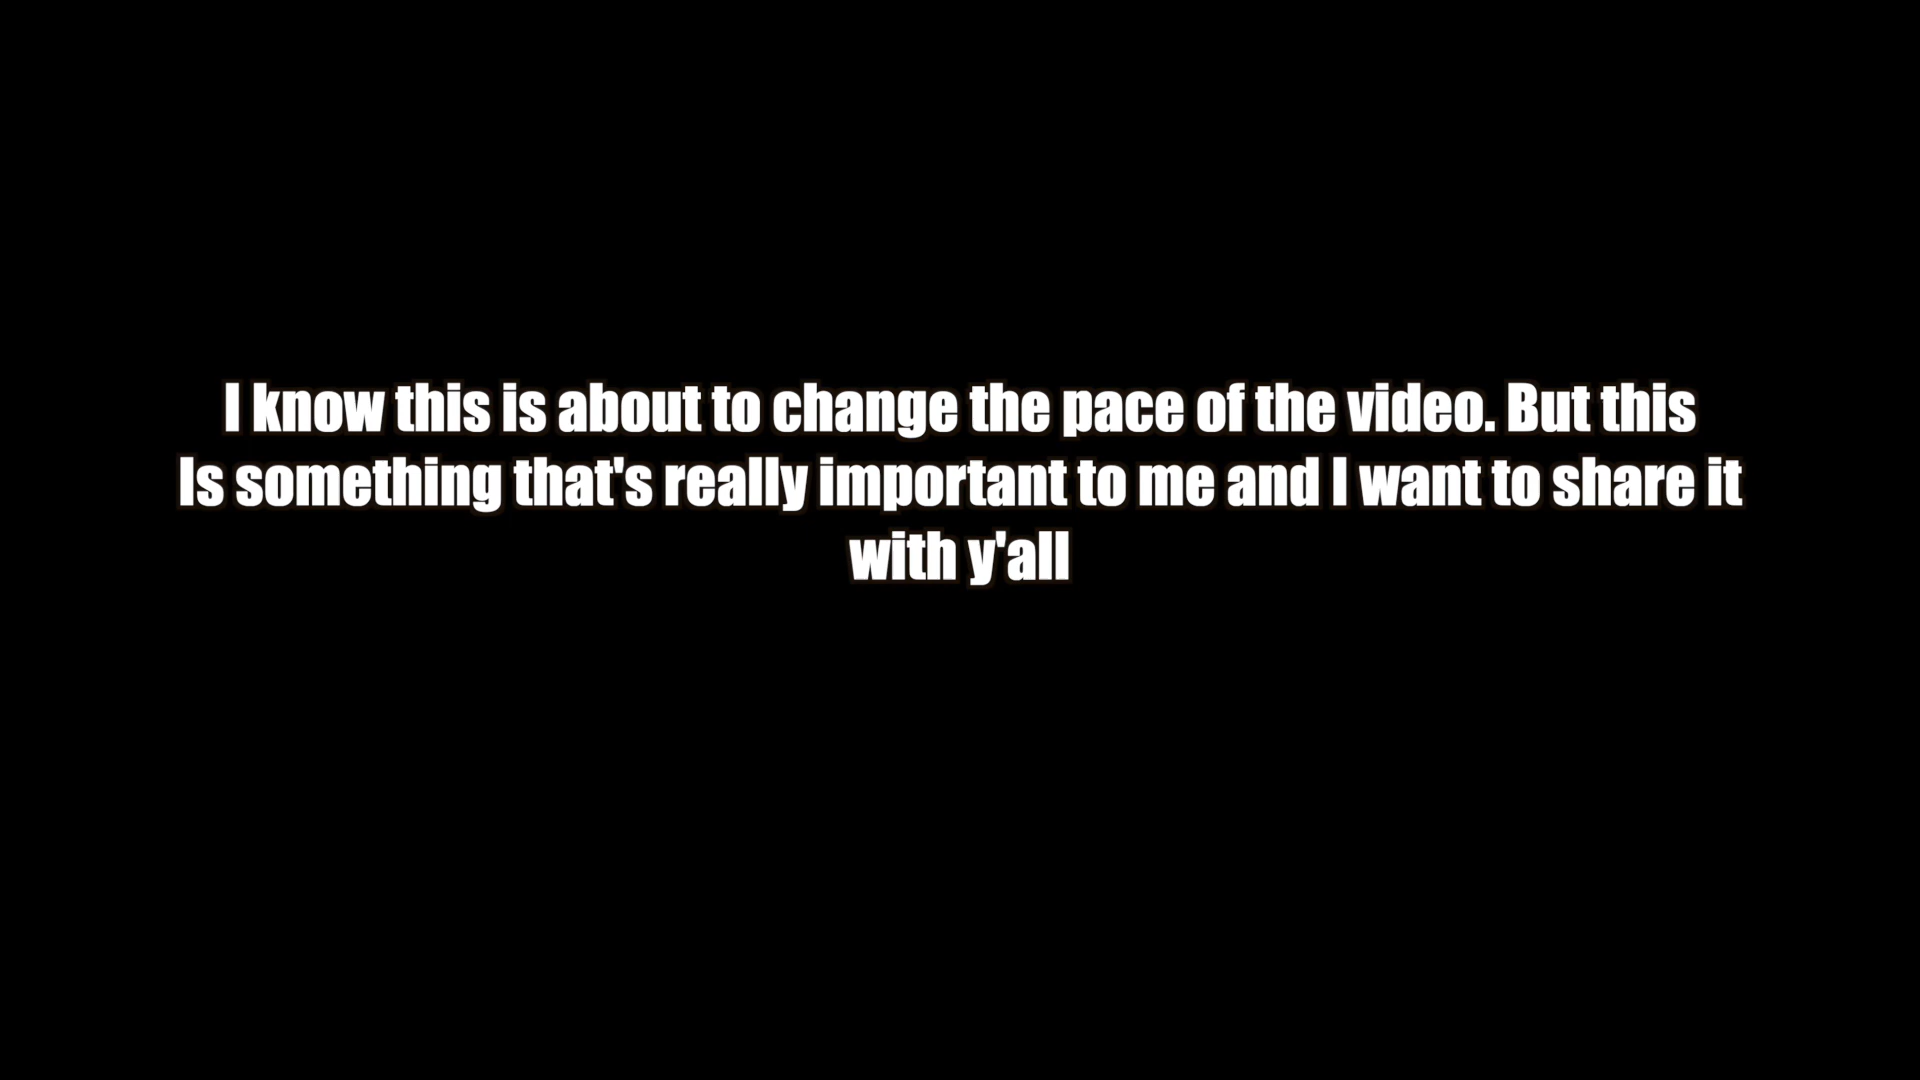 I know this is about to change the pace of the video. But this
Is something that's really important to me and I want to share it
with y'all